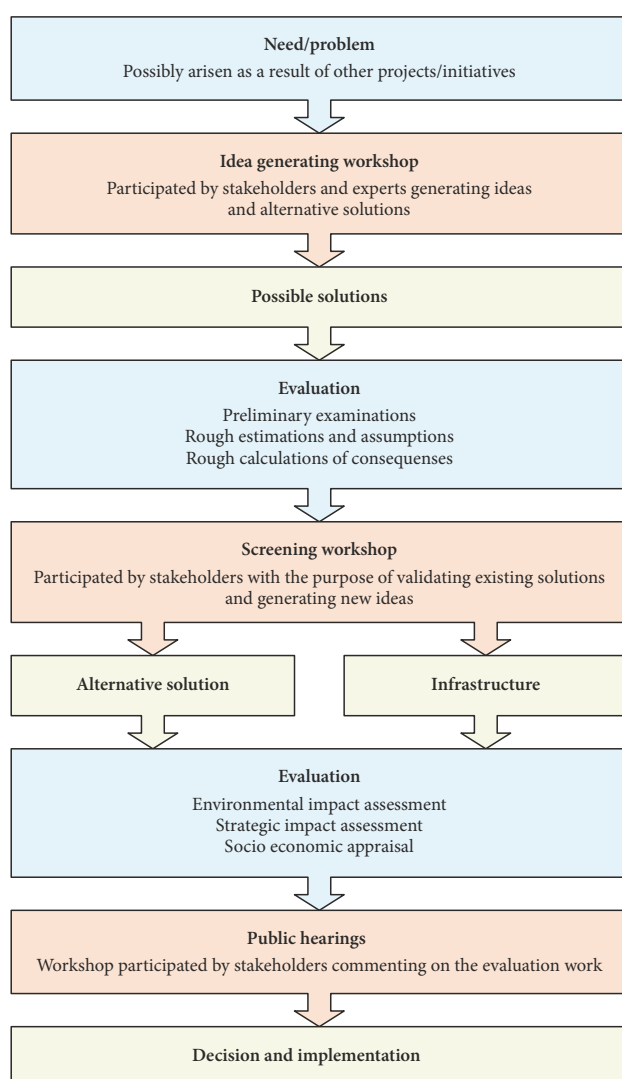 Need/problem
Possibly arisen as a result of other projects/initiatives
Idea generating workshop
Participated by stakeholders and experts generating ideas
and alternative solutions
Possible solutions
Evaluation
Preliminary examinations
Rough estimations and assumptions
Rough calculations of consequenses
Screening workshop
Participated by stakeholders with the purpose of validating existing solutions
and generating new ideas
Alternative solution
Infrastructure
Evaluation
Environmental impact assessment
Strategic impact assessment
Socio economic appraisal
Public hearings
Workshop participated by stakeholders commenting on the evaluation work
Decision and implementation